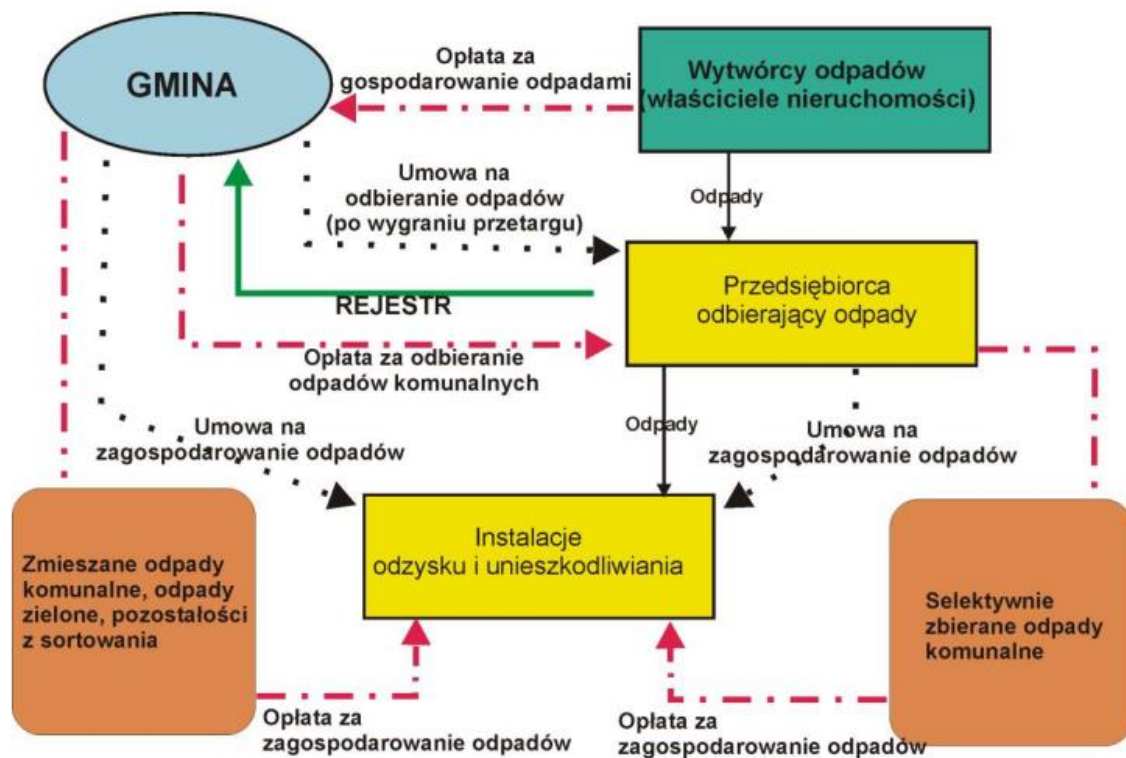 GMINA
Opłata za
gospodarowanie odpadami
Wytwórcy odpadów
(właściciele nieruchomości)
Umowa na
odbieranie odpadów
(po wygraniu przetargu)
Odpady
Przedsiębiorca
odbierający odpady
REJESTR
Opłata za odbieranie
odpadów komunalnych
Umowa na
zagospodarowanie odpadów
Odpady
Umowa na
zagospodarowanie odpadów
Zmieszane odpady
komunalne, odpady
zielone, pozostałości
z sortowania
Instalacje
odzysku i unieszkodliwiania
Selektywnie
zbierane odpady
komunalne
Opłata za
zagospodarowanie odpadów
Opłata za
zagospodarowanie odpadów